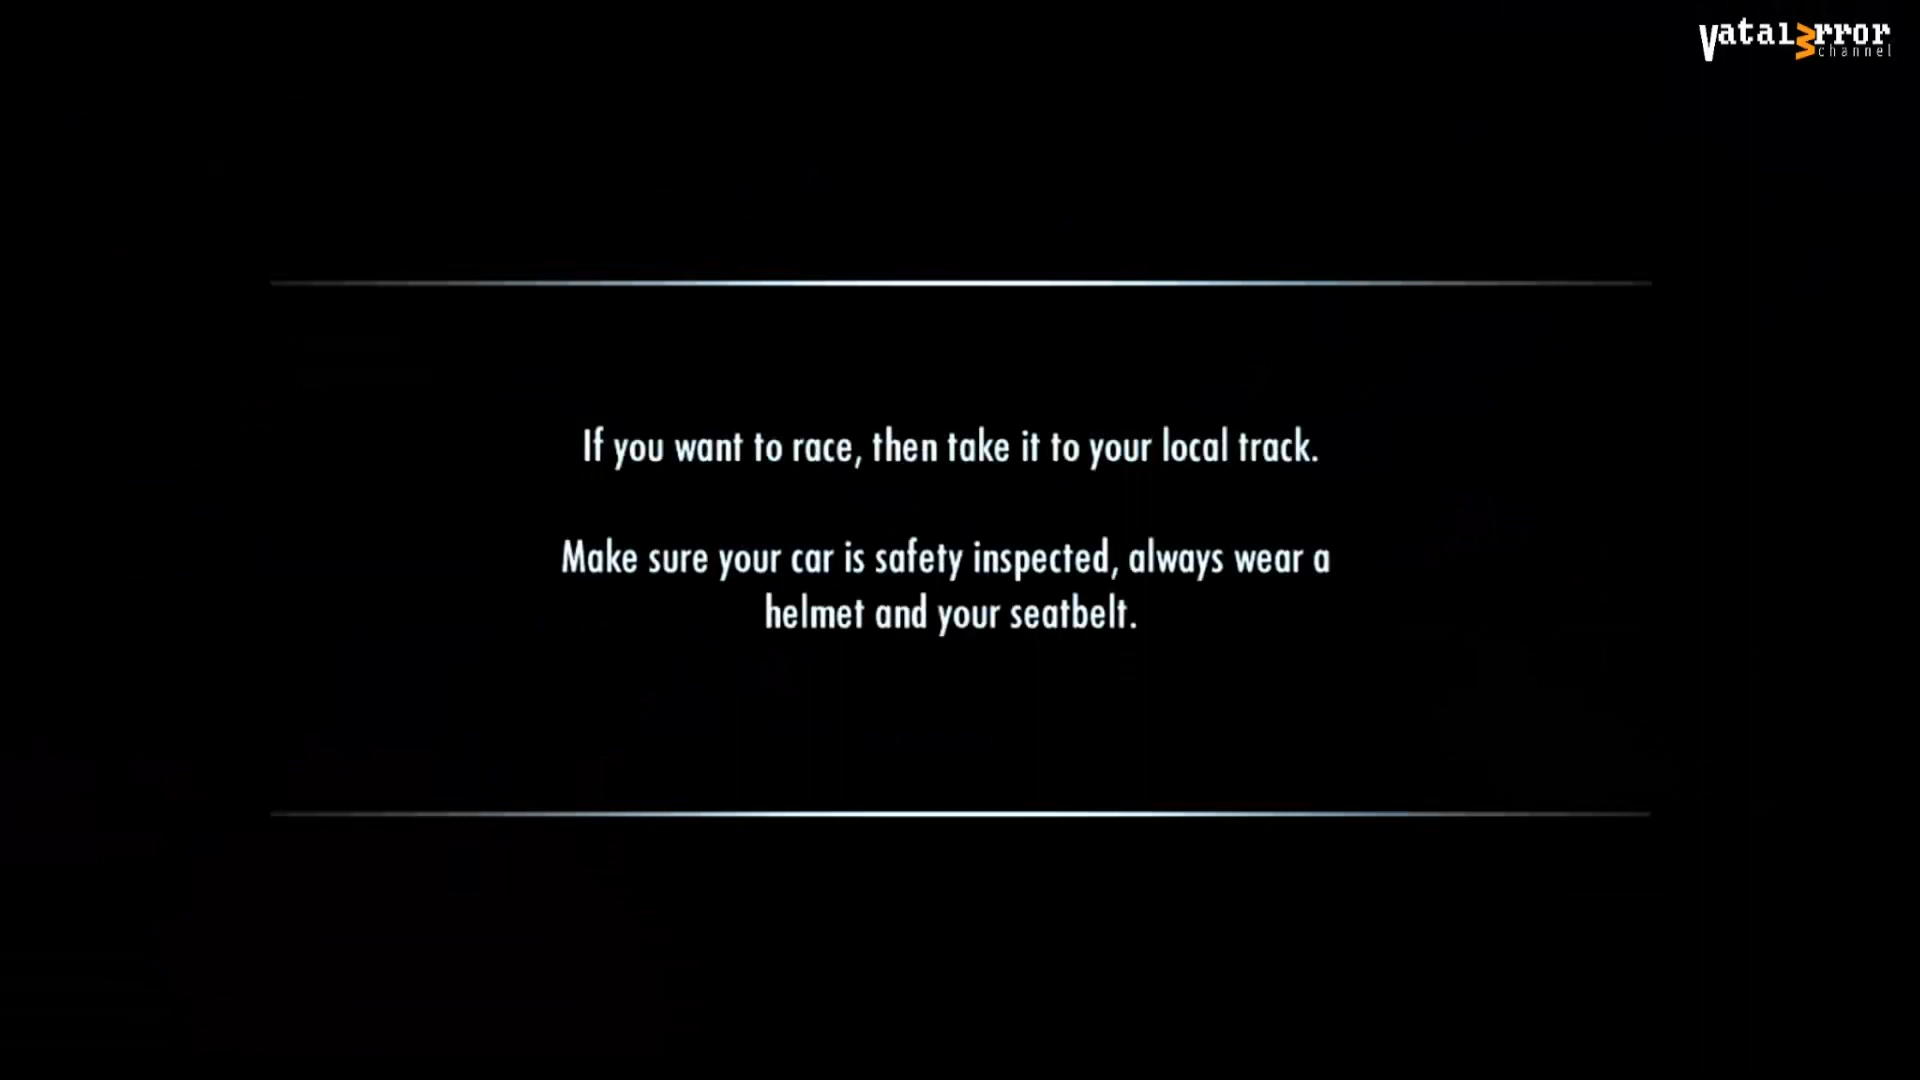 Vatalerror
channel
If you want to race, then take it to your local track.
Make sure your car is safety inspected, always wear a
helmet and your seatbelt.